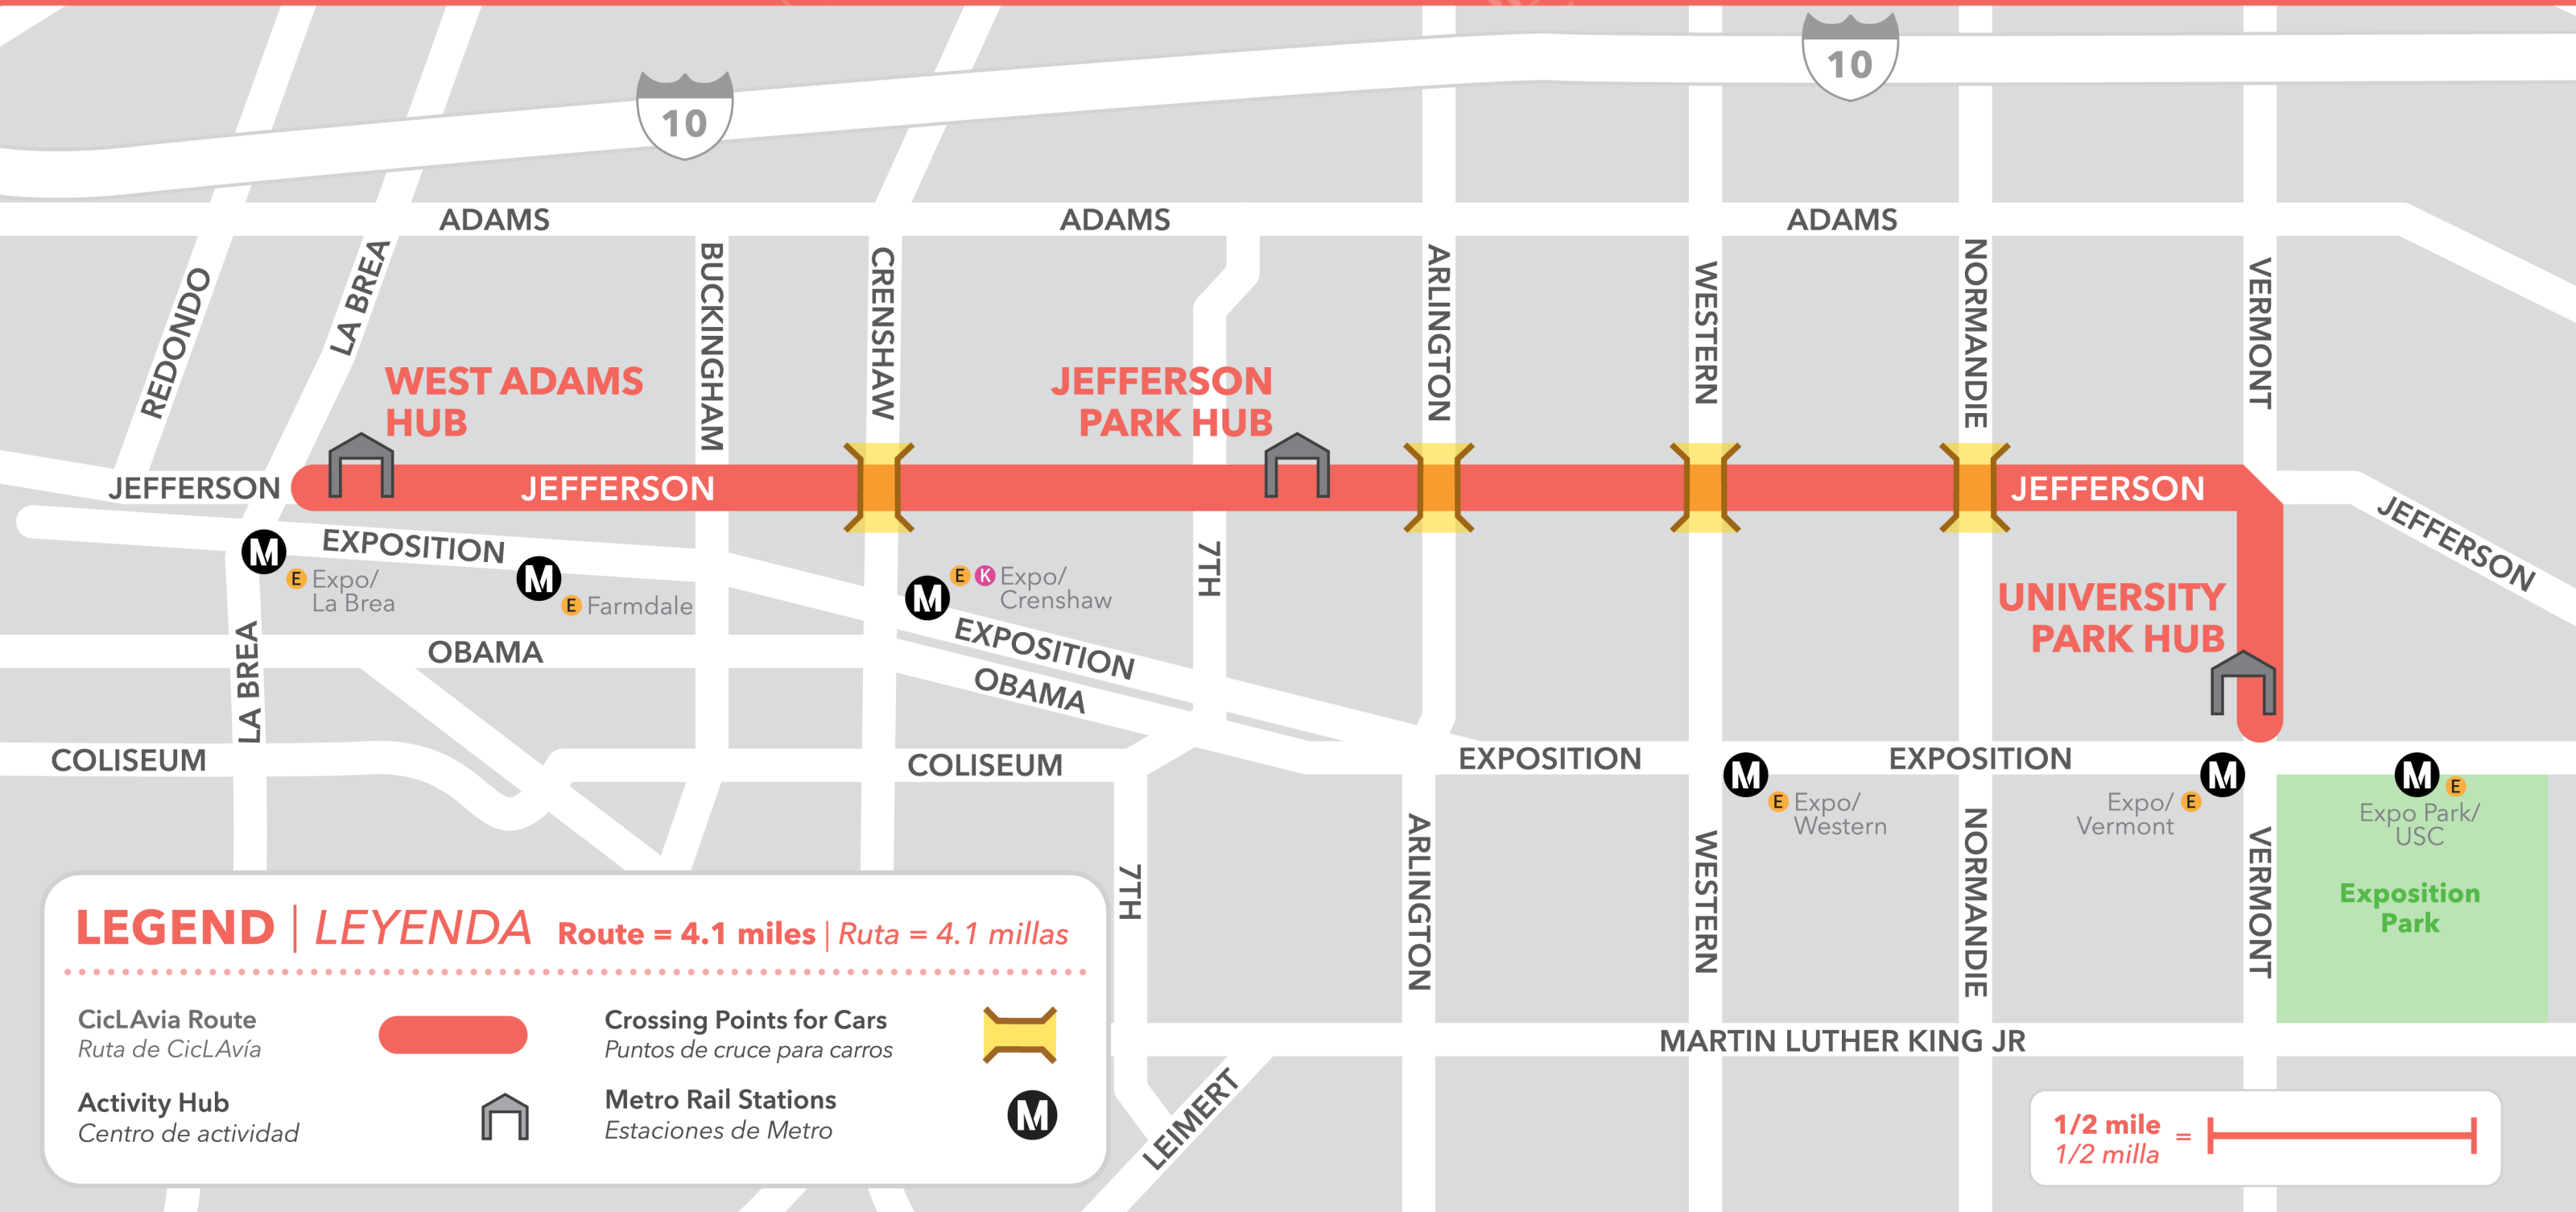 10
10
ADAMS
ADAMS
ADAMS
REDONDO
LA BREA
BUCKINGHAM
CRENSHAW
ARLINGTON
WESTERN
NORMANDIE
VERMONT
WEST ADAMS
HUB
JEFFERSON
PARK HUB
JEFFERSON
JEFFERSON
JEFFERSON
JEFFERSON
EXPOSITION
M
E Expo/
La Brea
M
E Farmdale
M
E K Expo/
Crenshaw
7TH
UNIVERSITY
PARK HUB
LA BREA
OBAMA
EXPOSITION
OBAMA
COLISEUM
COLISEUM
EXPOSITION
EXPOSITION
M
E Expo/
Western
M
Expo/ E
Vermont
M
E
Expo Park/
USC
Exposition
Park
7TH
ARLINGTON
WESTERN
NORMANDIE
VERMONT
MARTIN LUTHER KING JR
LEIMERT
LEGEND | LEYENDA Route = 4.1 miles | Ruta = 4.1 millas
CicLAvia Route
Ruta de CicLAvía
Crossing Points for Cars
Puntos de cruce para carros
Activity Hub
Centro de actividad
Metro Rail Stations
Estaciones de Metro
M
1/2 mile =
1/2 milla